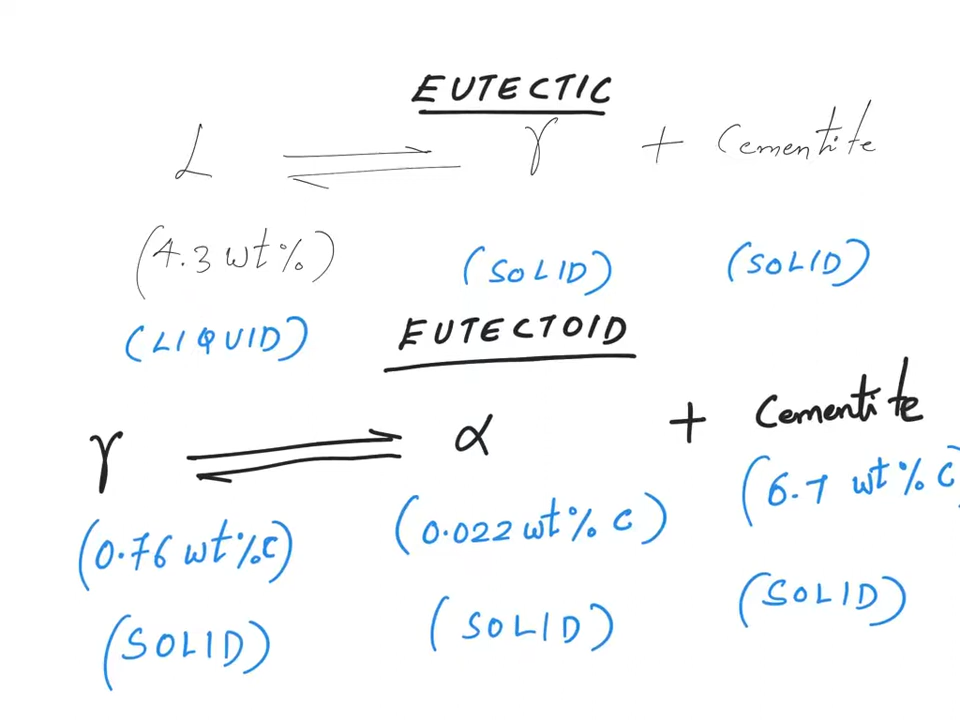 EUTECTIC
L ⇌ γ + Cementite
(4.3 wt%) (SOLID) (SOLID)
(LIQUID)
EUTECTOID
γ ⇌ α + Cementite
(0.76 wt%C) (0.022 wt% C) (6.7 wt% C)
(SOLID) (SOLID) (SOLID)